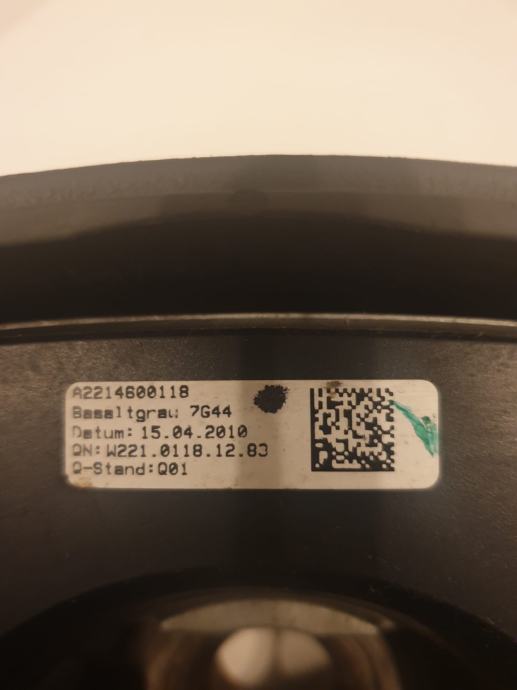 A2214600118
Basaltgrau 7G44
Datum: 15.04.2010
QN: W221.0118.12.83
Q-Stand:Q01